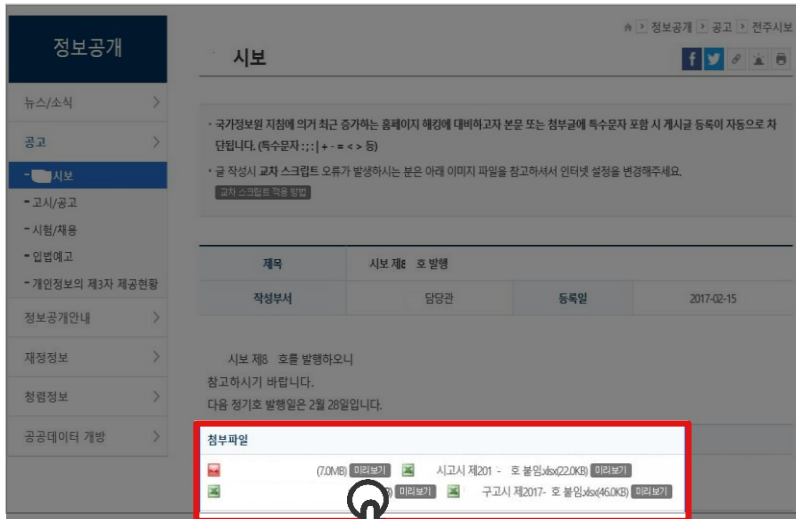 정보공개
뉴스/소식
공고
- 시보
- 고시/공고
- 시험/채용
- 입법예고
- 개인정보의 제3자 제공현황
정보공개안내
재정정보
청렴정보
공공데이터 개방
정보공개 > 공고 > 전주시보
시보
· 국가정보원 지침에 의거 최근 증가하는 홈페이지 해킹에 대비하고자 본문 또는 첨부글에 특수문자 포함 시 게시글 등록이 자동으로 차
단됩니다. (특수문자 : ; : | + - = < > 등)
· 글 작성시 교차 스크립트 오류가 발생하시는 분은 아래 이미지 파일을 참고하셔서 인터넷 설정을 변경해주세요.
교차 스크립트 적용 방법
제목 시보 제 호 발행
작성부서 담당관 등록일 2017-02-15
시보 제8 호를 발행하오니
참고하시기 바랍니다.
다음 정기호 발행일은 2월 28일입니다.
첨부파일
(7.0MB) 미리보기 시고시 제201 - 호 붙임.xlsx(22.0KB) 미리보기
미리보기 구고시 제2017- 호 붙임.xlsx(46.0KB) 미리보기